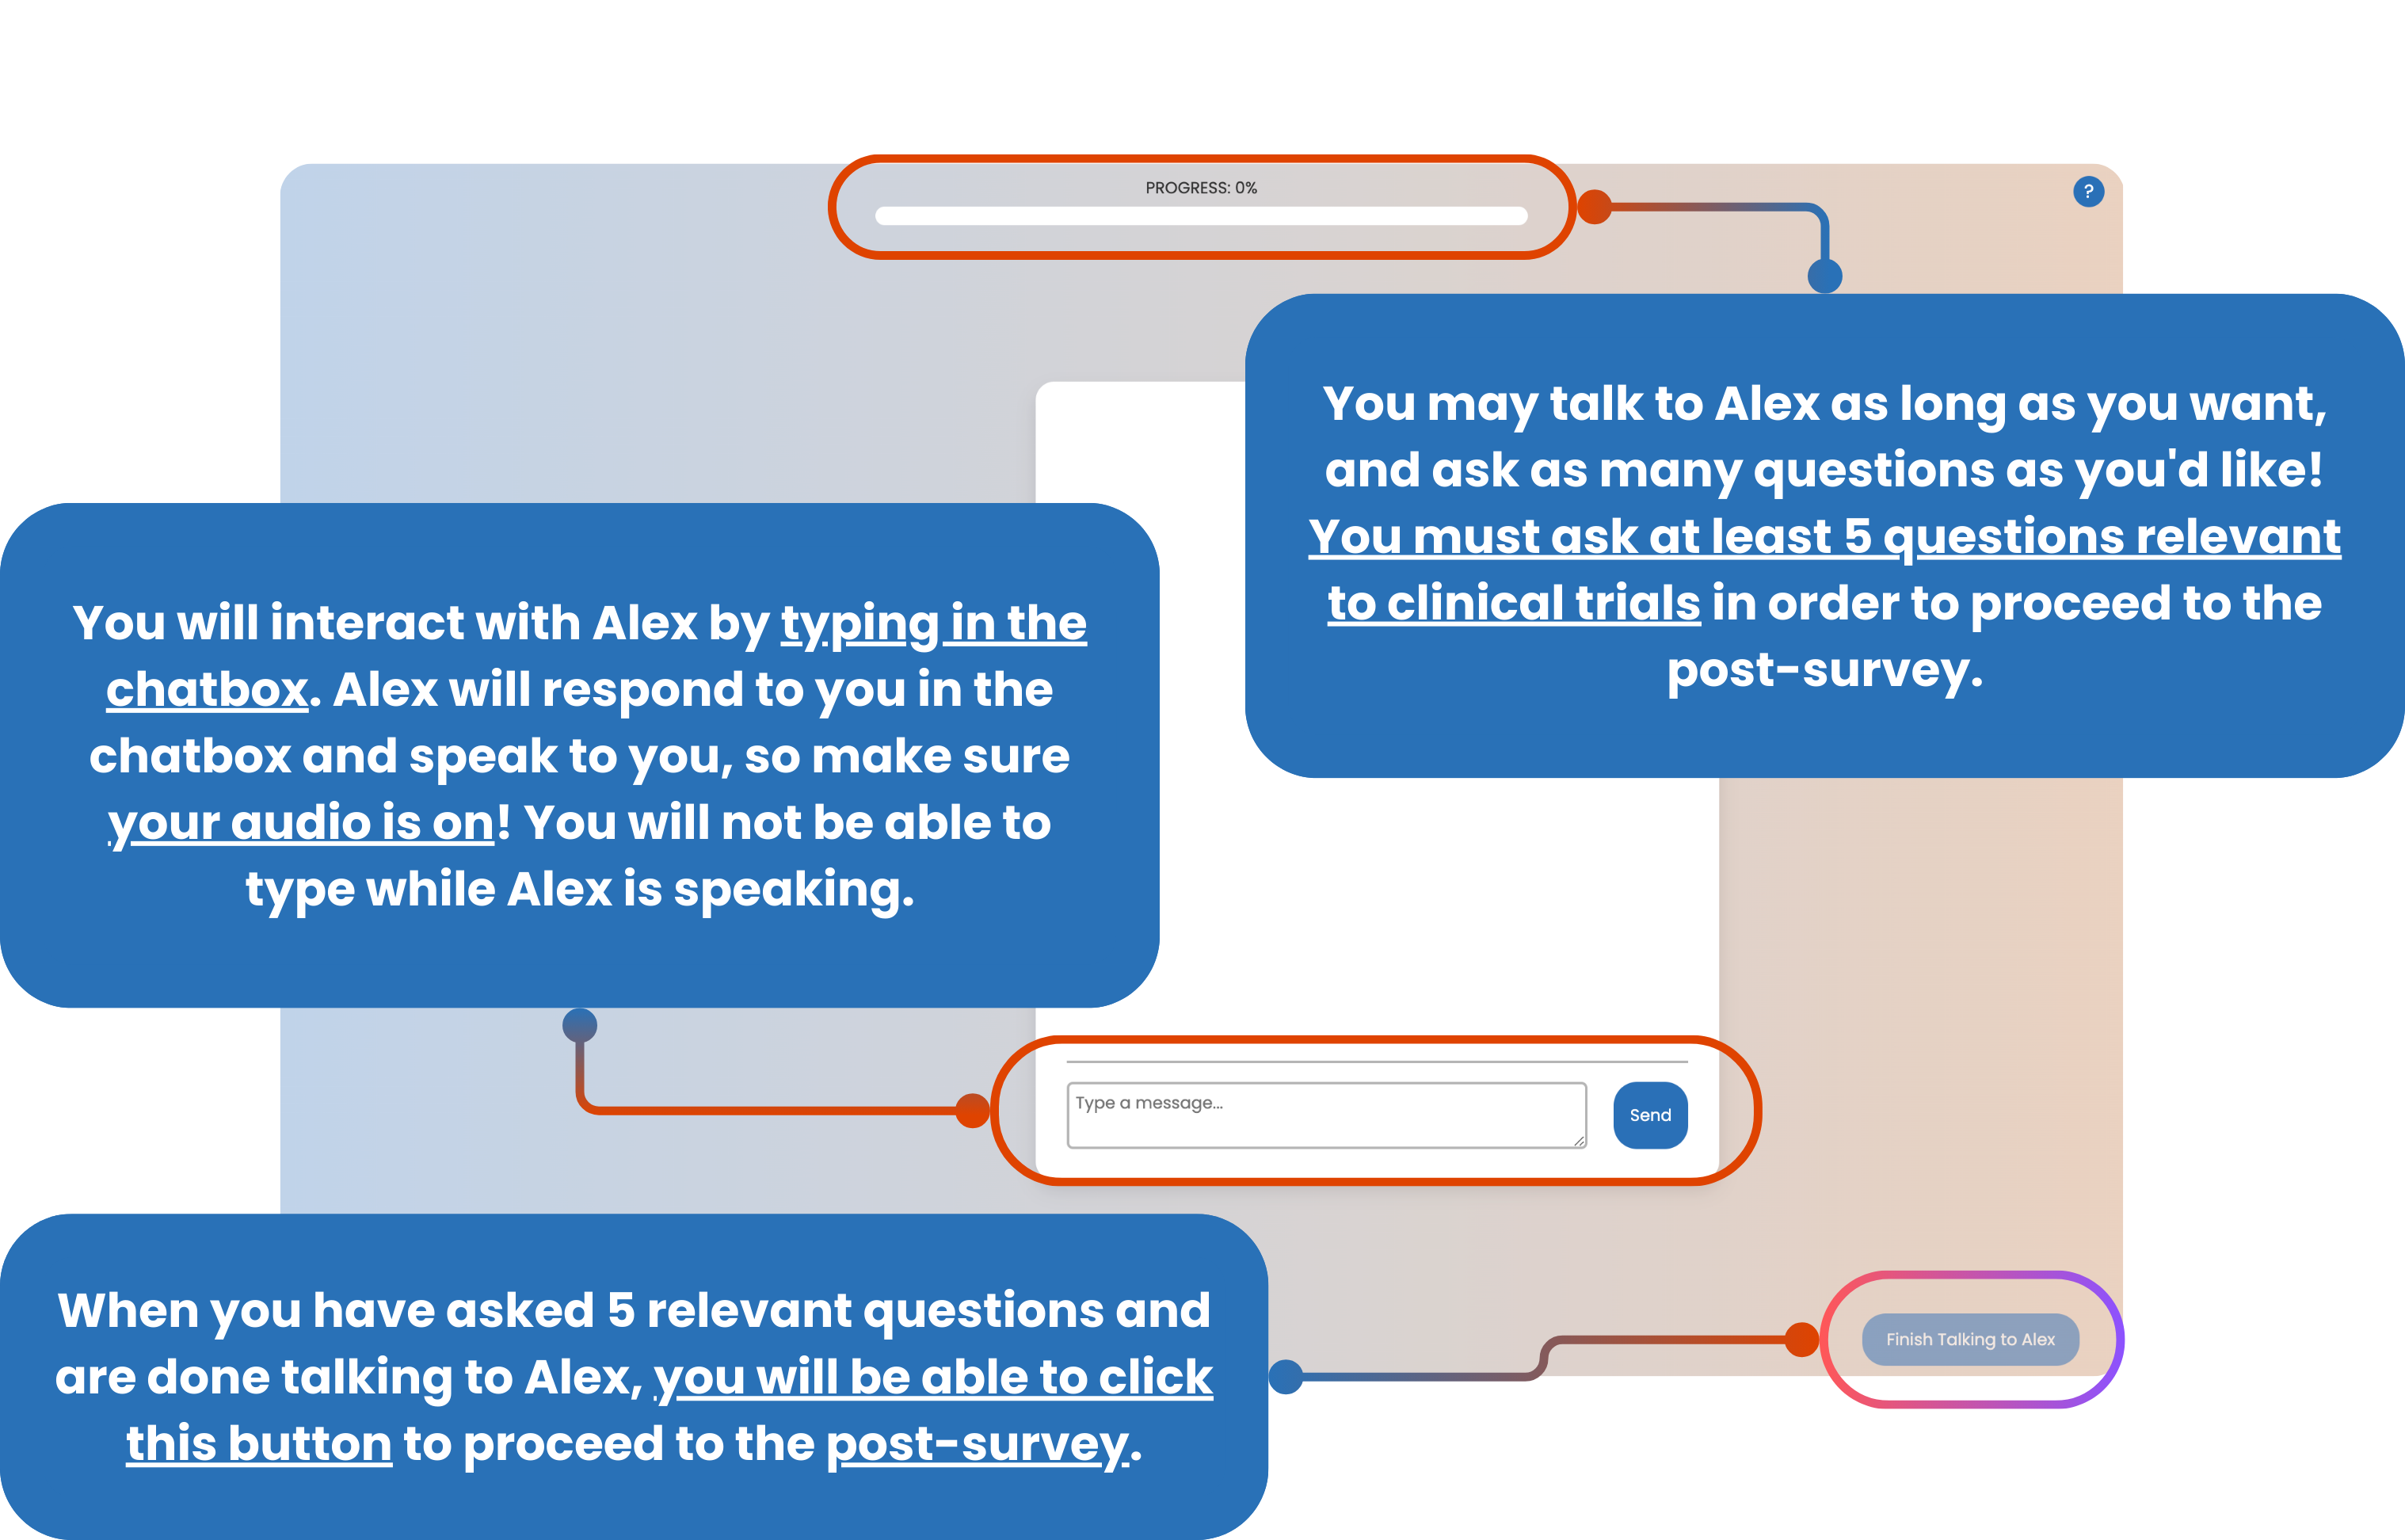 PROGRESS: 0%
?
You may talk to Alex as long as you want,
and ask as many questions as you'd like!
You must ask at least 5 questions relevant
to clinical trials in order to proceed to the
post-survey.
You will interact with Alex by typing in the
chatbox. Alex will respond to you in the
chatbox and speak to you, so make sure
your audio is on! You will not be able to
type while Alex is speaking.
Type a message...
Send
When you have asked 5 relevant questions and
are done talking to Alex, you will be able to click
this button to proceed to the post-survey.
Finish Talking to Alex